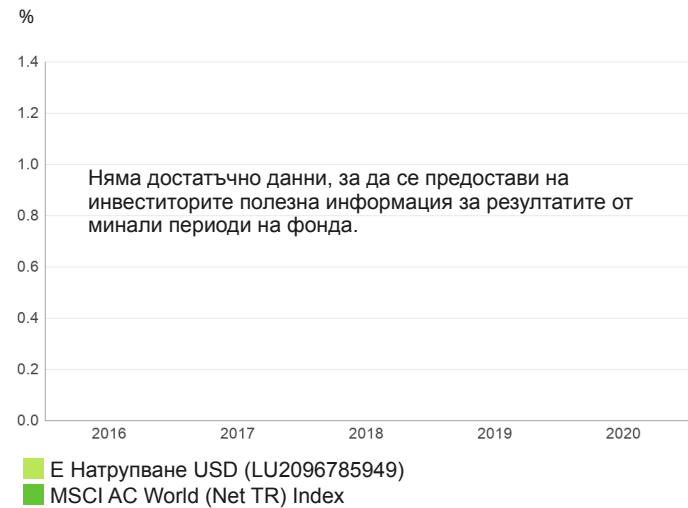 %
1.4
1.2
1.0
Няма достатъчно данни, за да се предостави на
инвеститорите полезна информация за резултатите от
0.8
минали периоди на фонда.
0.6
0.4
0.2
0.0
2016 2017 2018 2019 2020
Е Натрупване USD (LU2096785949)
MSCI AC World (Net TR) Index